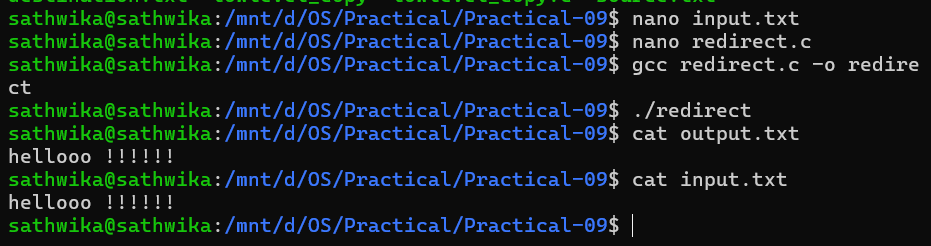 sathwika@sathwika:/mnt/d/OS/Practical/Practical-09$ nano input.txt
sathwika@sathwika:/mnt/d/OS/Practical/Practical-09$ nano redirect.c
sathwika@sathwika:/mnt/d/OS/Practical/Practical-09$ gcc redirect.c -o redire
ct
sathwika@sathwika:/mnt/d/OS/Practical/Practical-09$ ./redirect
sathwika@sathwika:/mnt/d/OS/Practical/Practical-09$ cat output.txt
hellooo !!!!!!
sathwika@sathwika:/mnt/d/OS/Practical/Practical-09$ cat input.txt
hellooo !!!!!!
sathwika@sathwika:/mnt/d/OS/Practical/Practical-09$